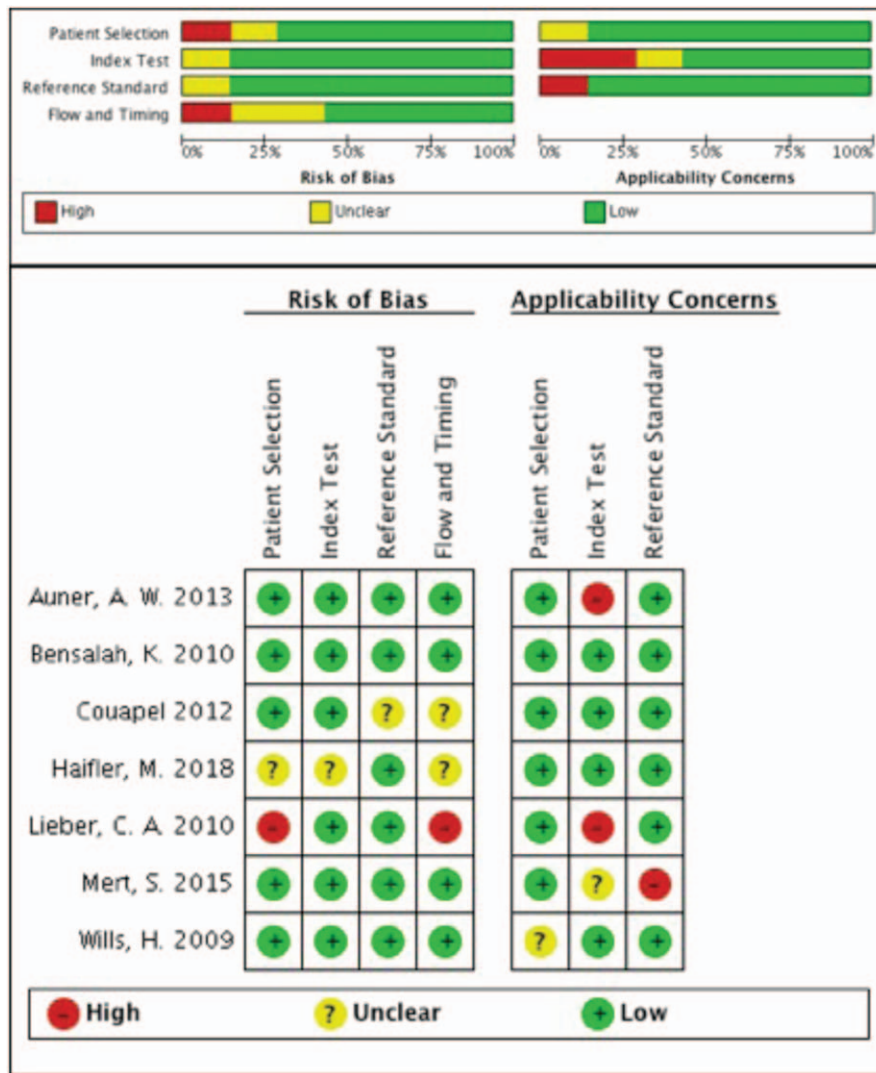 Patient Selection
Index Test
Reference Standard
Flow and Timing
0% 25% 50% 75% 100% 0% 25% 50% 75% 100%
Risk of Bias Applicability Concerns
High Unclear Low
Risk of Bias Applicability Concerns
Patient Selection
Index Test
Reference Standard
Flow and Timing
Patient Selection
Index Test
Reference Standard
Auner, A. W. 2013 + + + + + - +
Bensalah, K. 2010 + + + + + + +
Couapel 2012 + + ? ? + + +
Haifler, M. 2018 ? ? + ? + + +
Lieber, C. A. 2010 - + + - + - +
Mert, S. 2015 + + + + + ? -
Wills, H. 2009 + + + + ? + +
- High ? Unclear + Low